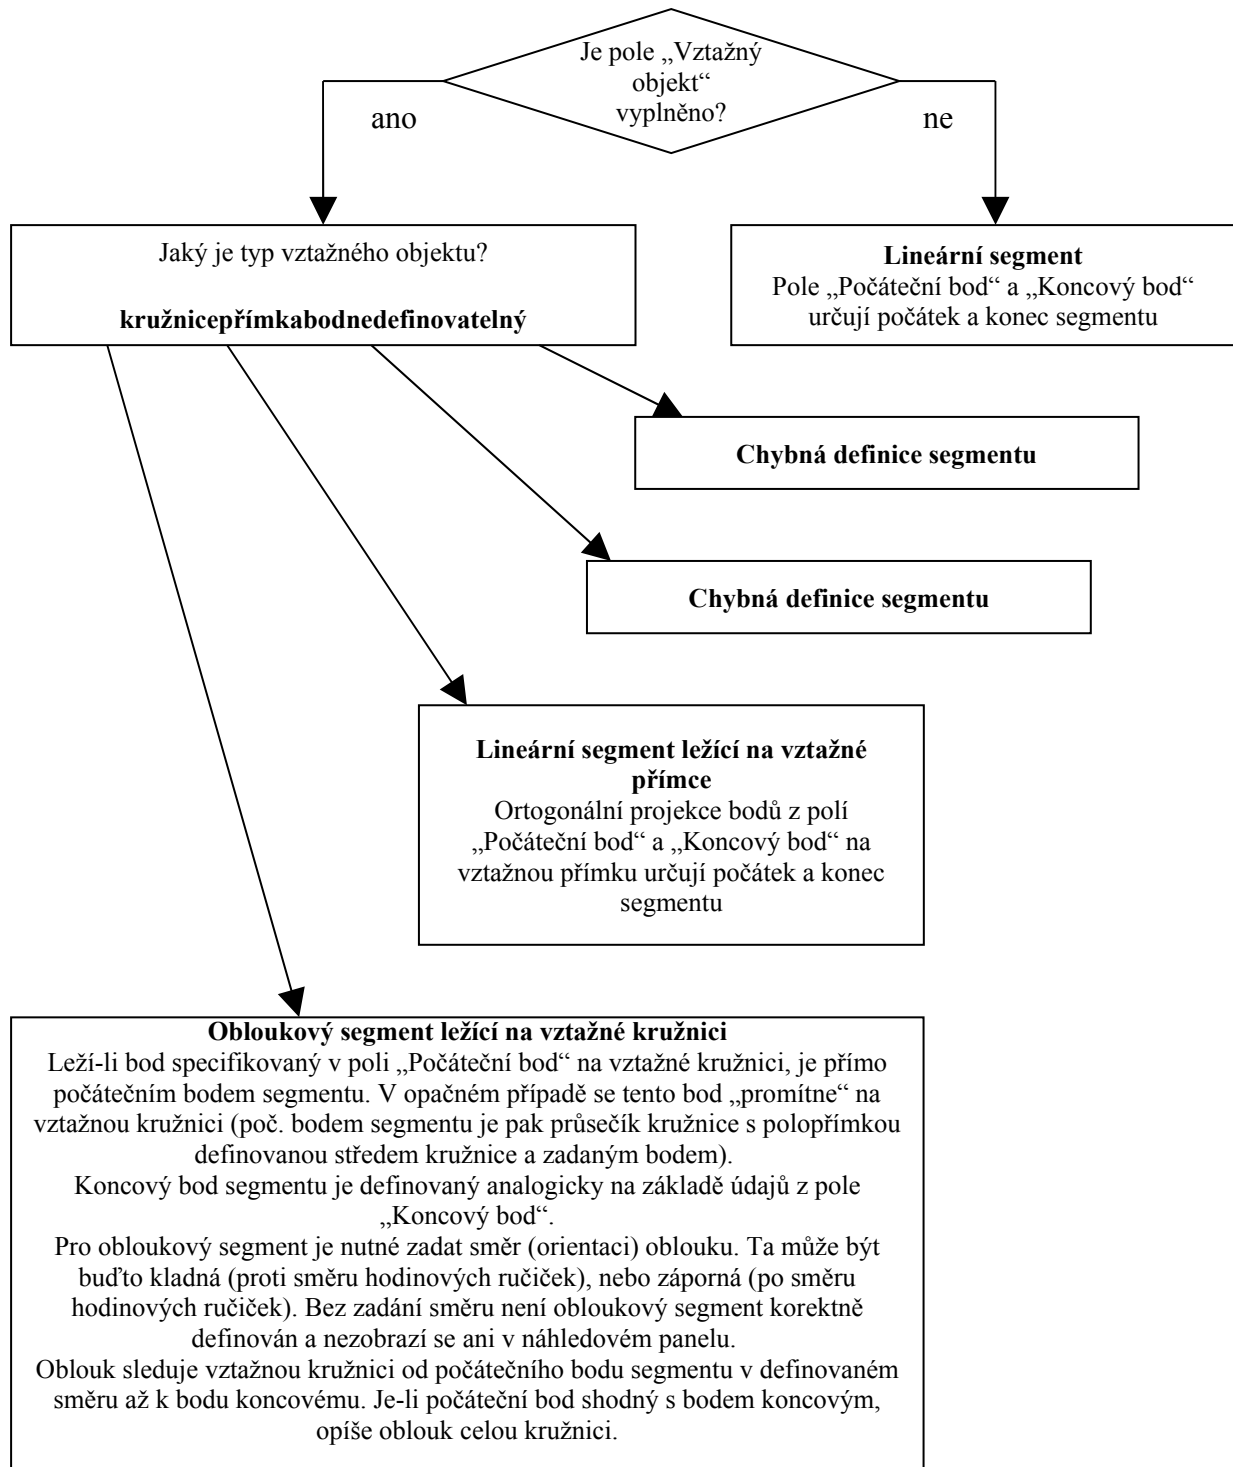 Je pole „Vztažný
objekt“
vyplněno?
ano
ne
Jaký je typ vztažného objektu?
kružnicepřímkabodnedefinovatelný
Lineární segment
Pole „Počáteční bod“ a „Koncový bod“
určují počátek a konec segmentu
Chybná definice segmentu
Chybná definice segmentu
Lineární segment ležící na vztažné
přímce
Ortogonální projekce bodů z polí
„Počáteční bod“ a „Koncový bod“ na
vztažnou přímku určují počátek a konec
segmentu
Obloukový segment ležící na vztažné kružnici
Leží-li bod specifikovaný v poli „Počáteční bod“ na vztažné kružnici, je přímo
počátečním bodem segmentu. V opačném případě se tento bod „promítne“ na
vztažnou kružnici (poč. bodem segmentu je pak průsečík kružnice s polopřímkou
definovanou středem kružnice a zadaným bodem).
Koncový bod segmentu je definovaný analogicky na základě údajů z pole
„Koncový bod“.
Pro obloukový segment je nutné zadat směr (orientaci) oblouku. Ta může být
buďto kladná (proti směru hodinových ručiček), nebo záporná (po směru
hodinových ručiček). Bez zadání směru není obloukový segment korektně
definován a nezobrazí se ani v náhledovém panelu.
Oblouk sleduje vztažnou kružnici od počátečního bodu segmentu v definovaném
směru až k bodu koncovému. Je-li počáteční bod shodný s bodem koncovým,
opíše oblouk celou kružnici.